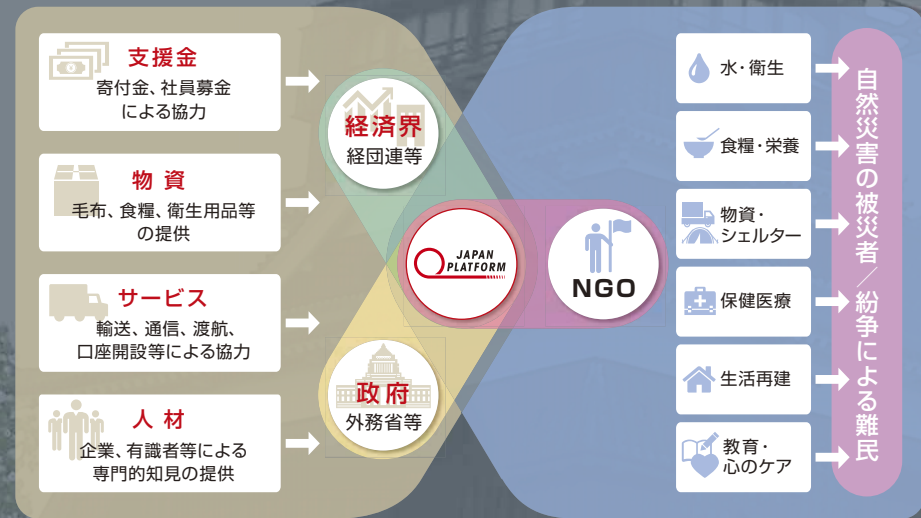 支援金
寄付金、社員募金
による協力
物 資
毛布、食糧、衛生用品等
の提供
サービス
輸送、通信、渡航、
口座開設等による協力
人 材
企業、有識者等による
専門的知見の提供
経済界
経団連等
政府
外務省等
JAPAN
PLATFORM
NGO
水・衛生
食糧・栄養
物資・
シェルター
保健医療
生活再建
教育・
心のケア
自然災害の被災者／紛争による難民